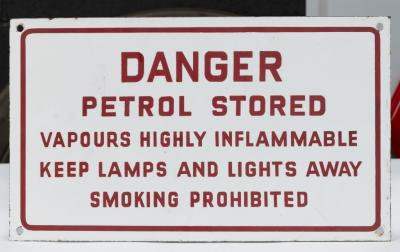 DANGER
PETROL STORED
VAPOURS HIGHLY INFLAMMABLE
KEEP LAMPS AND LIGHTS AWAY
SMOKING PROHIBITED